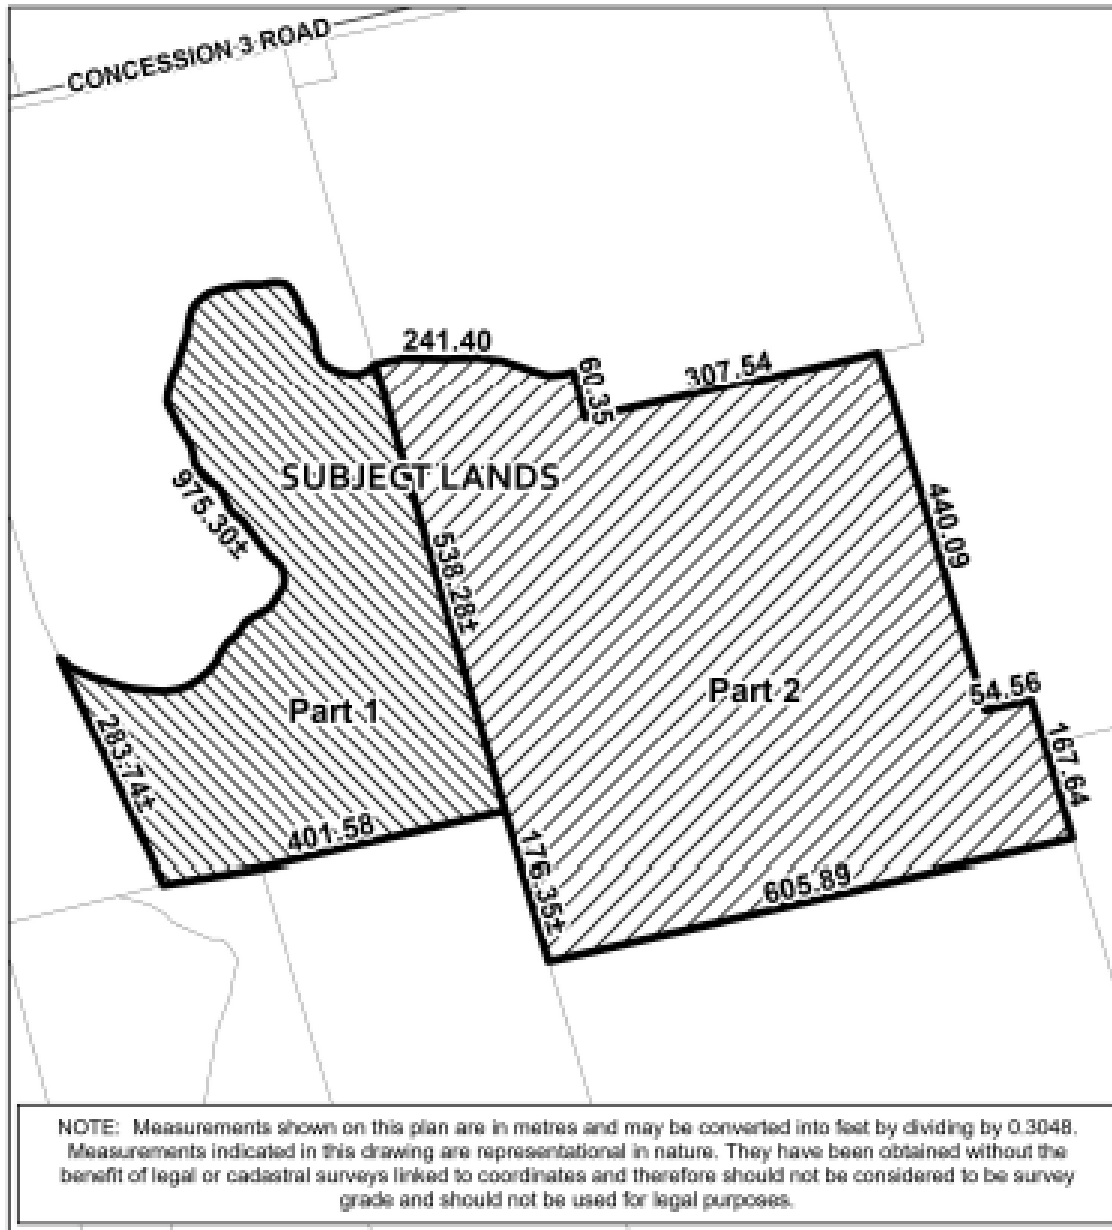 CONCESSION 3 ROAD
241.40
60.35
307.54
SUBJECT LANDS
975.30±
440.09
538.28±
54.56
Part 1
Part 2
283.74±
167.64
401.58
176.35±
605.89
NOTE: Measurements shown on this plan are in metres and may be converted into feet by dividing by 0.3048.
Measurements indicated in this drawing are representational in nature. They have been obtained without the
benefit of legal or cadastral surveys linked to coordinates and therefore should not be considered to be survey
grade and should not be used for legal purposes.